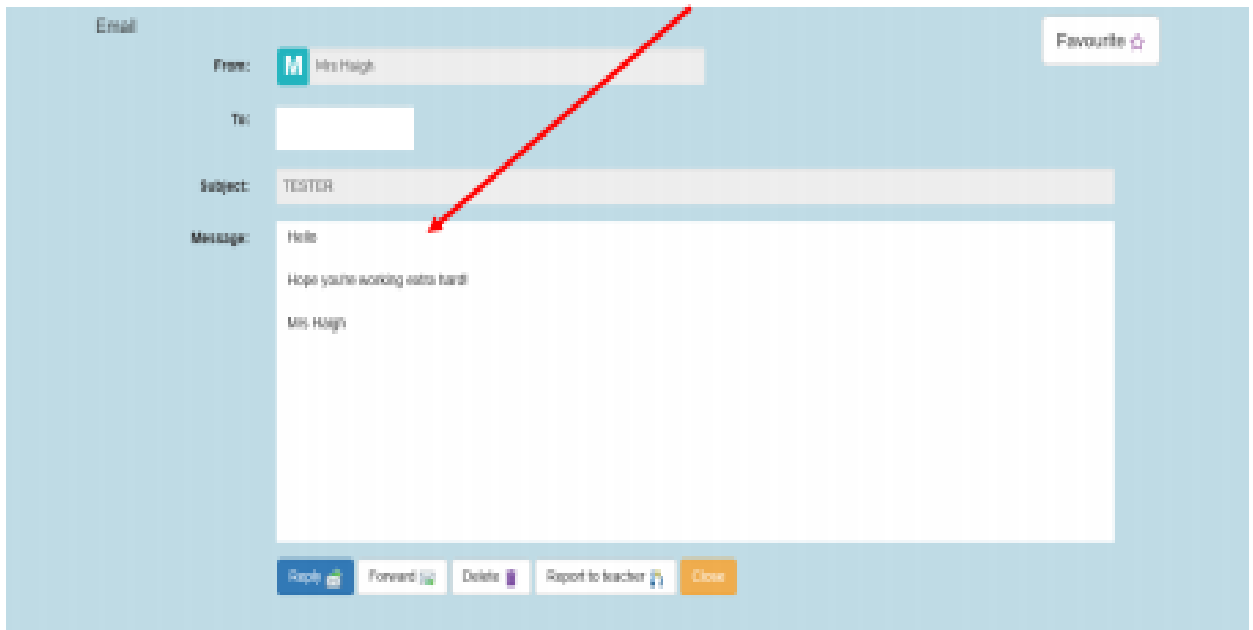 Email
Favourite
From: M Mrs Haigh
To:
Subject: TESTER
Message: Hello
Hope you're working extra hard!
Mrs Haigh
Reply Forward Delete Report to teacher Close